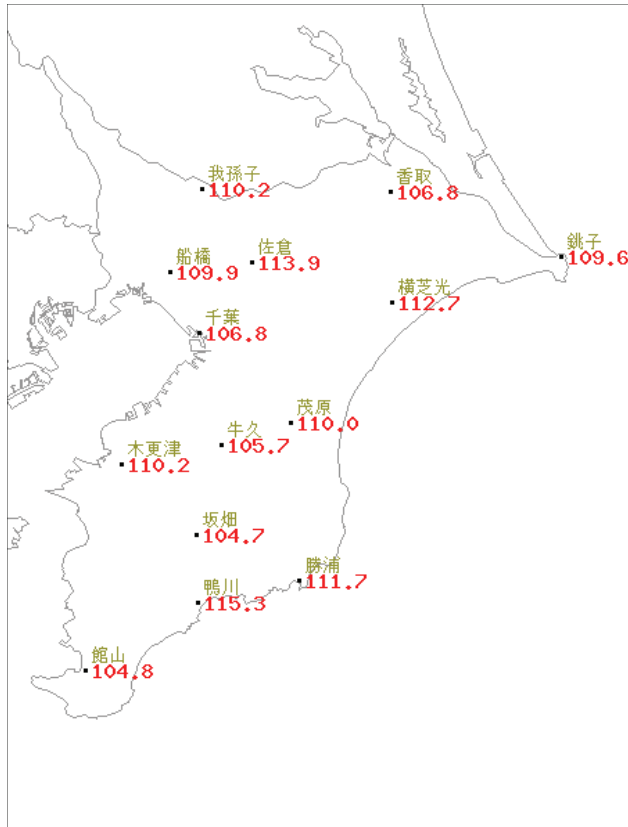 我孫子
110.2
香取
106.8
船橋
109.9
佐倉
113.9
銚子
109.6
横芝光
112.7
千葉
106.8
茂原
110.0
牛久
105.7
木更津
110.2
坂畑
104.7
勝浦
111.7
鴨川
115.3
館山
104.8